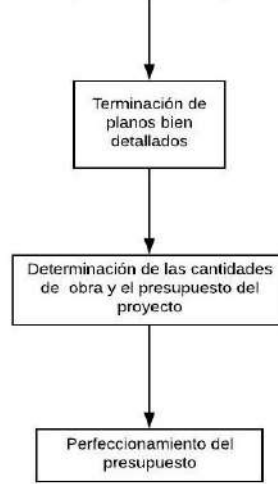 Terminación de
planos bien
detallados
Determinación de las cantidades
de obra y el presupuesto del
proyecto
Perfeccionamiento del
presupuesto